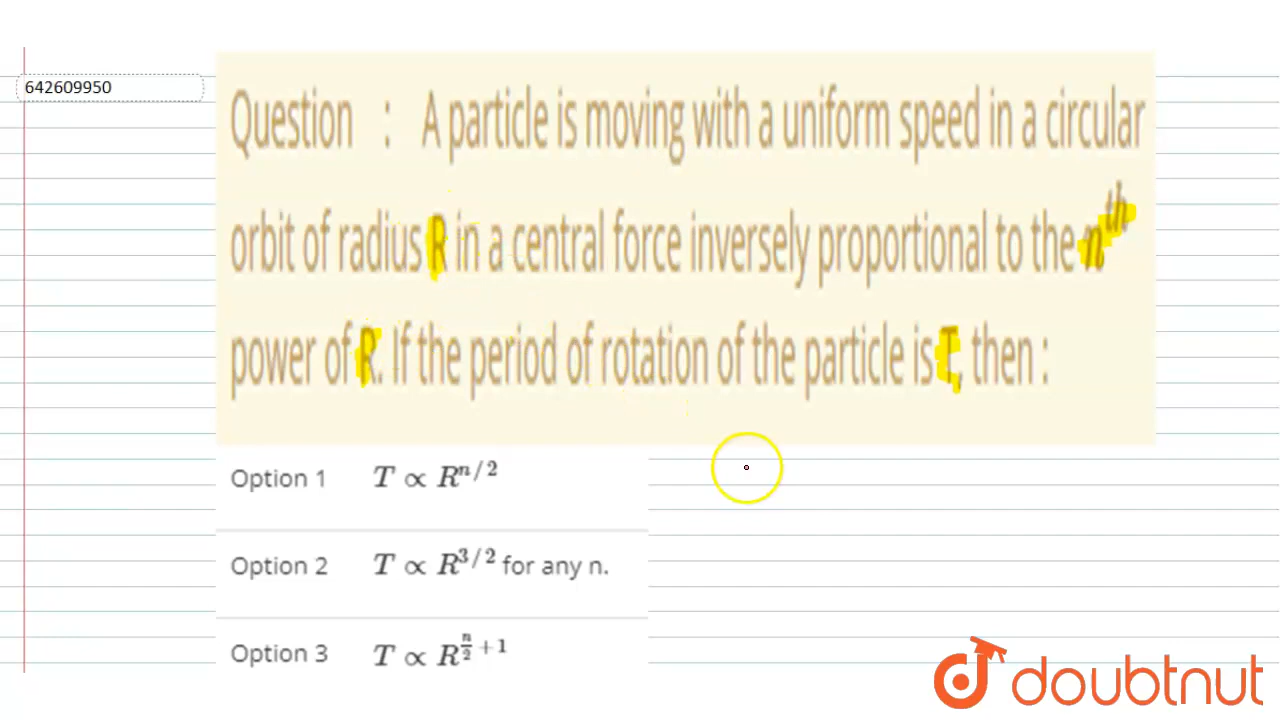 642609950
Question : A particle is moving with a uniform speed in a circular
orbit of radius R in a central force inversely proportional to the n^th
power of R. If the period of rotation of the particle is T, then :
Option 1 T ∝ R^{n/2}
Option 2 T ∝ R^{3/2} for any n.
Option 3 T ∝ R^{\frac{n}{2}+1}
doubtnut